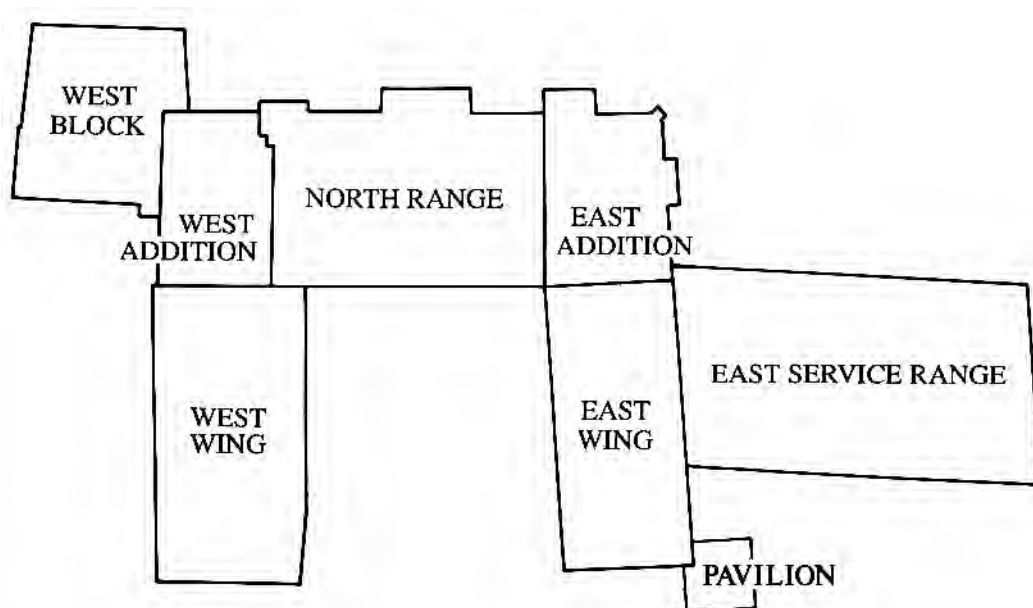 WEST
BLOCK
WEST
ADDITION
NORTH RANGE
EAST
ADDITION
EAST SERVICE RANGE
WEST
WING
EAST
WING
PAVILION